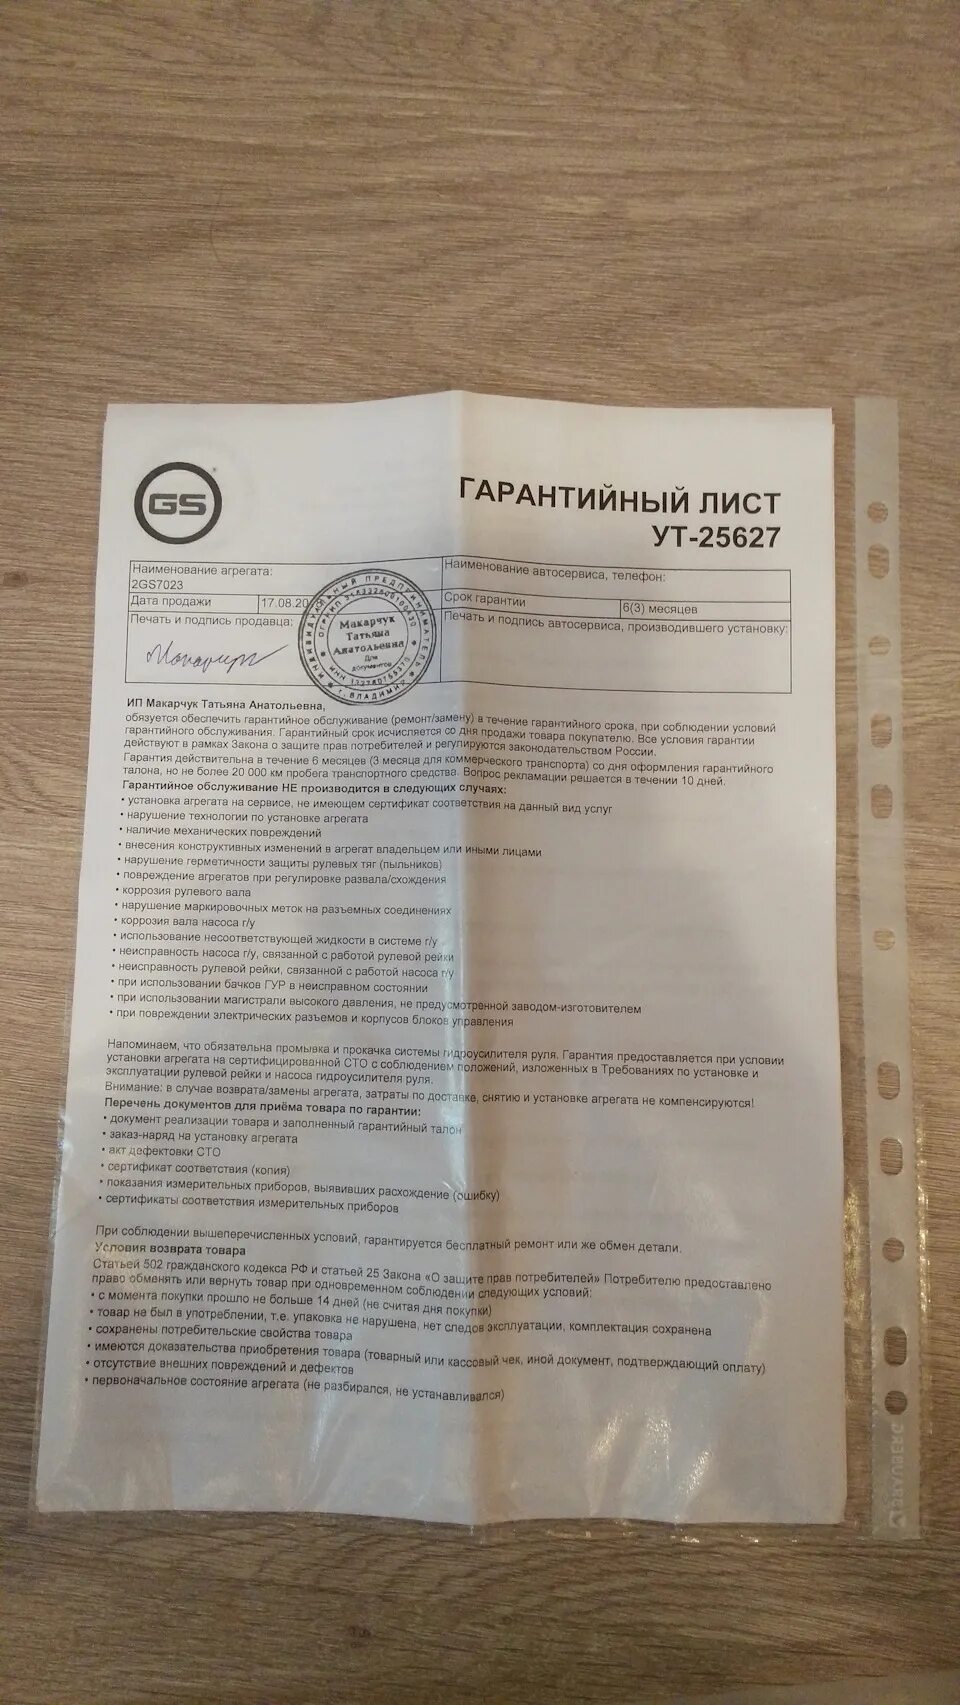 GS
ГАРАНТИЙНЫЙ ЛИСТ
УТ-25627
Наименование агрегата:
2GS7023
Наименование автосервиса, телефон:
Дата продажи
17.08.20
Срок гарантии
6(3) месяцев
Печать и подпись продавца:
Печать и подпись автосервиса, производившего установку:
ИНДИВИДУАЛЬНЫЙ ПРЕДПРИНИМАТЕЛЬ
Макарчук
Татьяна
Анатольевна
Для
документов
г. ВЛАДИМИР
ИП Макарчук Татьяна Анатольевна,
обязуется обеспечить гарантийное обслуживание (ремонт/замену) в течение гарантийного срока, при соблюдении условий
гарантийного обслуживания. Гарантийный срок исчисляется со дня продажи товара покупателю. Все условия гарантии
действуют в рамках Закона о защите прав потребителей и регулируются законодательством России.
Гарантия действительна в течение 6 месяцев (3 месяца для коммерческого транспорта) со дня оформления гарантийного
талона, но не более 20 000 км пробега транспортного средства. Вопрос рекламации решается в течении 10 дней.
Гарантийное обслуживание НЕ производится в следующих случаях:
• установка агрегата на сервисе, не имеющем сертификат соответствия на данный вид услуг
• нарушение технологии по установке агрегата
• наличие механических повреждений
• внесения конструктивных изменений в агрегат владельцем или иными лицами
• нарушение герметичности защиты рулевых тяг (пыльников)
• повреждение агрегатов при регулировке развала/схождения
• коррозия рулевого вала
• нарушение маркировочных меток на разъемных соединениях
• коррозия вала насоса г/у
• использование несоответствующей жидкости в системе г/у
• неисправность насоса г/у, связанной с работой рулевой рейки
• неисправность рулевой рейки, связанной с работой насоса г/у
• при использовании бачков ГУР в неисправном состоянии
• при использовании магистрали высокого давления, не предусмотренной заводом-изготовителем
• при повреждении электрических разъемов и корпусов блоков управления
Напоминаем, что обязательна промывка и прокачка системы гидроусилителя руля. Гарантия предоставляется при условии
установки агрегата на сертифицированной СТО с соблюдением положений, изложенных в Требованиях по установке и
эксплуатации рулевой рейки и насоса гидроусилителя руля.
Внимание: в случае возврата/замены агрегата, затраты по доставке, снятию и установке агрегата не компенсируются!
Перечень документов для приёма товара по гарантии:
• документ реализации товара и заполненный гарантийный талон
• заказ-наряд на установку агрегата
• акт дефектовки СТО
• сертификат соответствия (копия)
• показания измерительных приборов, выявивших расхождение (ошибку)
• сертификаты соответствия измерительных приборов
При соблюдении вышеперечисленных условий, гарантируется бесплатный ремонт или же обмен детали.
Условия возврата товара
Статьей 502 гражданского кодекса РФ и статьей 25 Закона «О защите прав потребителей» Потребителю предоставлено
право обменять или вернуть товар при одновременном соблюдении следующих условий:
• с момента покупки прошло не больше 14 дней (не считая дня покупки)
• товар не был в употреблении, т.е. упаковка не нарушена, нет следов эксплуатации, комплектация сохранена
• сохранены потребительские свойства товара
• имеются доказательства приобретения товара (товарный или кассовый чек, иной документ, подтверждающий оплату)
• отсутствие внешних повреждений и дефектов
• первоначальное состояние агрегата (не разбирался, не устанавливался)